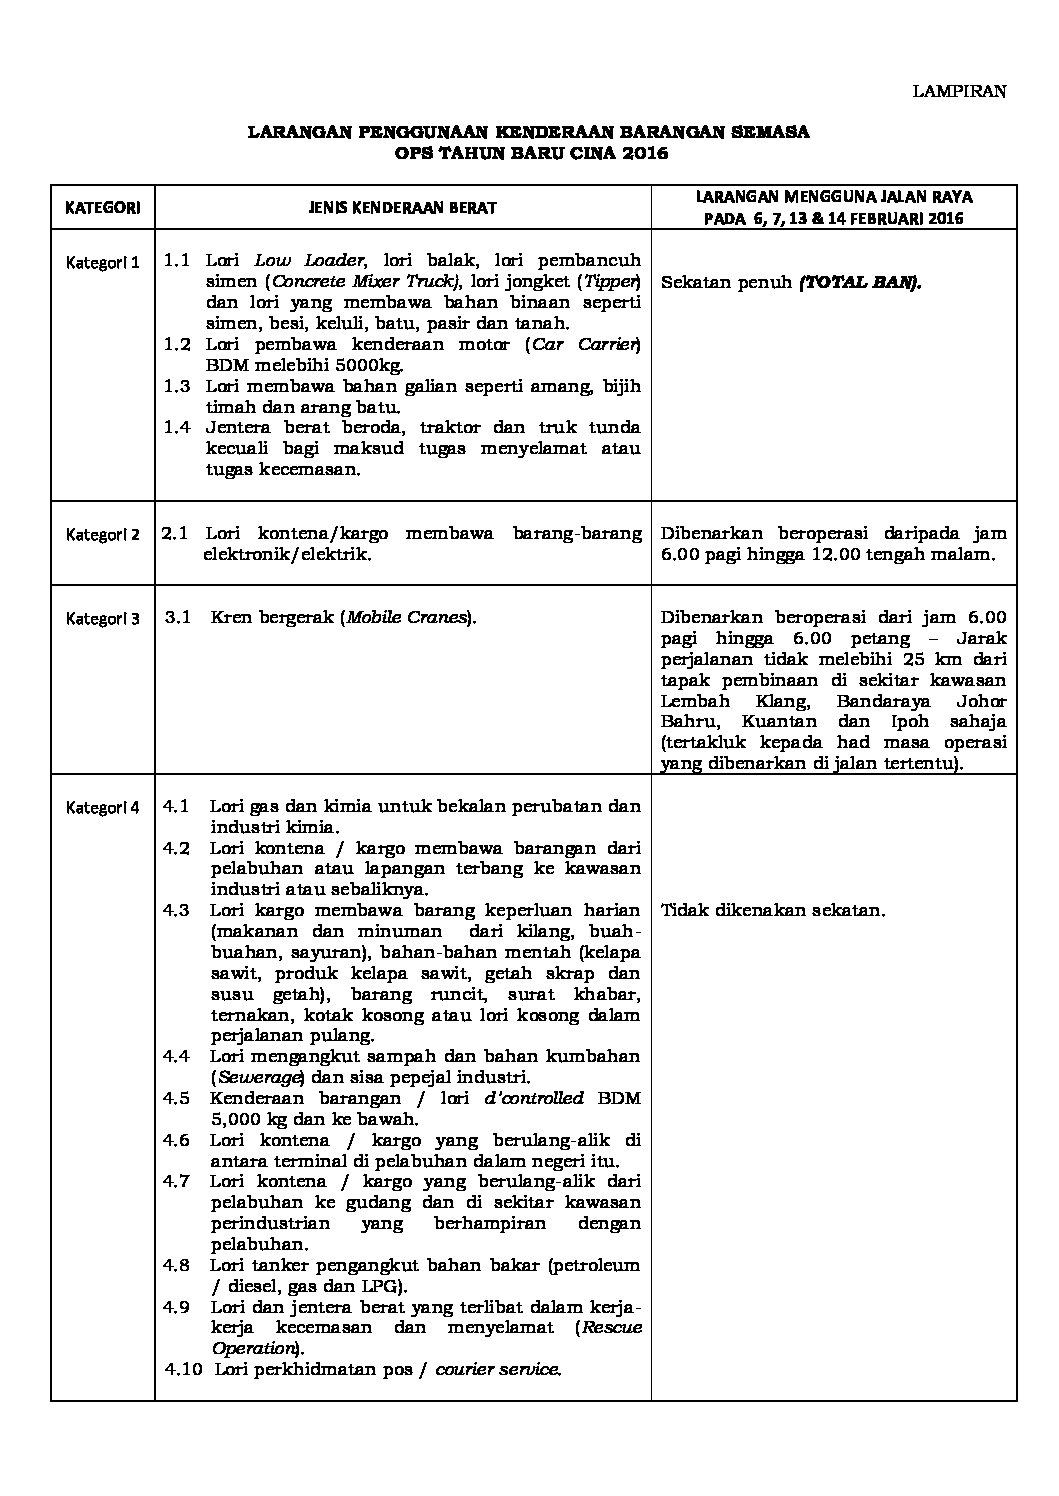 LAMPIRAN
LARANGAN PENGGUNAAN KENDERAAN BARANGAN SEMASA
OPS TAHUN BARU CINA 2016
KATEGORI
JENIS KENDERAAN BERAT
LARANGAN MENGGUNA JALAN RAYA
PADA 6, 7, 13 & 14 FEBRUARI 2016
Kategori 1
1.1 Lori Low Loader, lori balak, lori pembancuh
simen (Concrete Mixer Truck), lori jongket (Tipper)
dan lori yang membawa bahan binaan seperti
simen, besi, keluli, batu, pasir dan tanah.
1.2 Lori pembawa kenderaan motor (Car Carrier)
BDM melebihi 5000kg.
1.3 Lori membawa bahan galian seperti amang, bijih
timah dan arang batu.
1.4 Jentera berat beroda, traktor dan truk tunda
kecuali bagi maksud tugas menyelamat atau
tugas kecemasan.
Sekatan penuh (TOTAL BAN).
Kategori 2
2.1 Lori kontena/kargo membawa barang-barang
elektronik/elektrik.
Dibenarkan beroperasi daripada jam
6.00 pagi hingga 12.00 tengah malam.
Kategori 3
3.1 Kren bergerak (Mobile Cranes).
Dibenarkan beroperasi dari jam 6.00
pagi hingga 6.00 petang – Jarak
perjalanan tidak melebihi 25 km dari
tapak pembinaan di sekitar kawasan
Lembah Klang, Bandaraya Johor
Bahru, Kuantan dan Ipoh sahaja
(tertakluk kepada had masa operasi
yang dibenarkan di jalan tertentu).
Kategori 4
4.1 Lori gas dan kimia untuk bekalan perubatan dan
industri kimia.
4.2 Lori kontena / kargo membawa barangan dari
pelabuhan atau lapangan terbang ke kawasan
industri atau sebaliknya.
4.3 Lori kargo membawa barang keperluan harian
(makanan dan minuman dari kilang, buah-
buahan, sayuran), bahan-bahan mentah (kelapa
sawit, produk kelapa sawit, getah skrap dan
susu getah), barang runcit, surat khabar,
ternakan, kotak kosong atau lori kosong dalam
perjalanan pulang.
4.4 Lori mengangkut sampah dan bahan kumbahan
(Sewerage) dan sisa pepejal industri.
4.5 Kenderaan barangan / lori d'controlled BDM
5,000 kg dan ke bawah.
4.6 Lori kontena / kargo yang berulang-alik di
antara terminal di pelabuhan dalam negeri itu.
4.7 Lori kontena / kargo yang berulang-alik dari
pelabuhan ke gudang dan di sekitar kawasan
perindustrian yang berhampiran dengan
pelabuhan.
4.8 Lori tanker pengangkut bahan bakar (petroleum
/ diesel, gas dan LPG).
4.9 Lori dan jentera berat yang terlibat dalam kerja-
kerja kecemasan dan menyelamat (Rescue
Operation).
4.10 Lori perkhidmatan pos / courier service.
Tidak dikenakan sekatan.